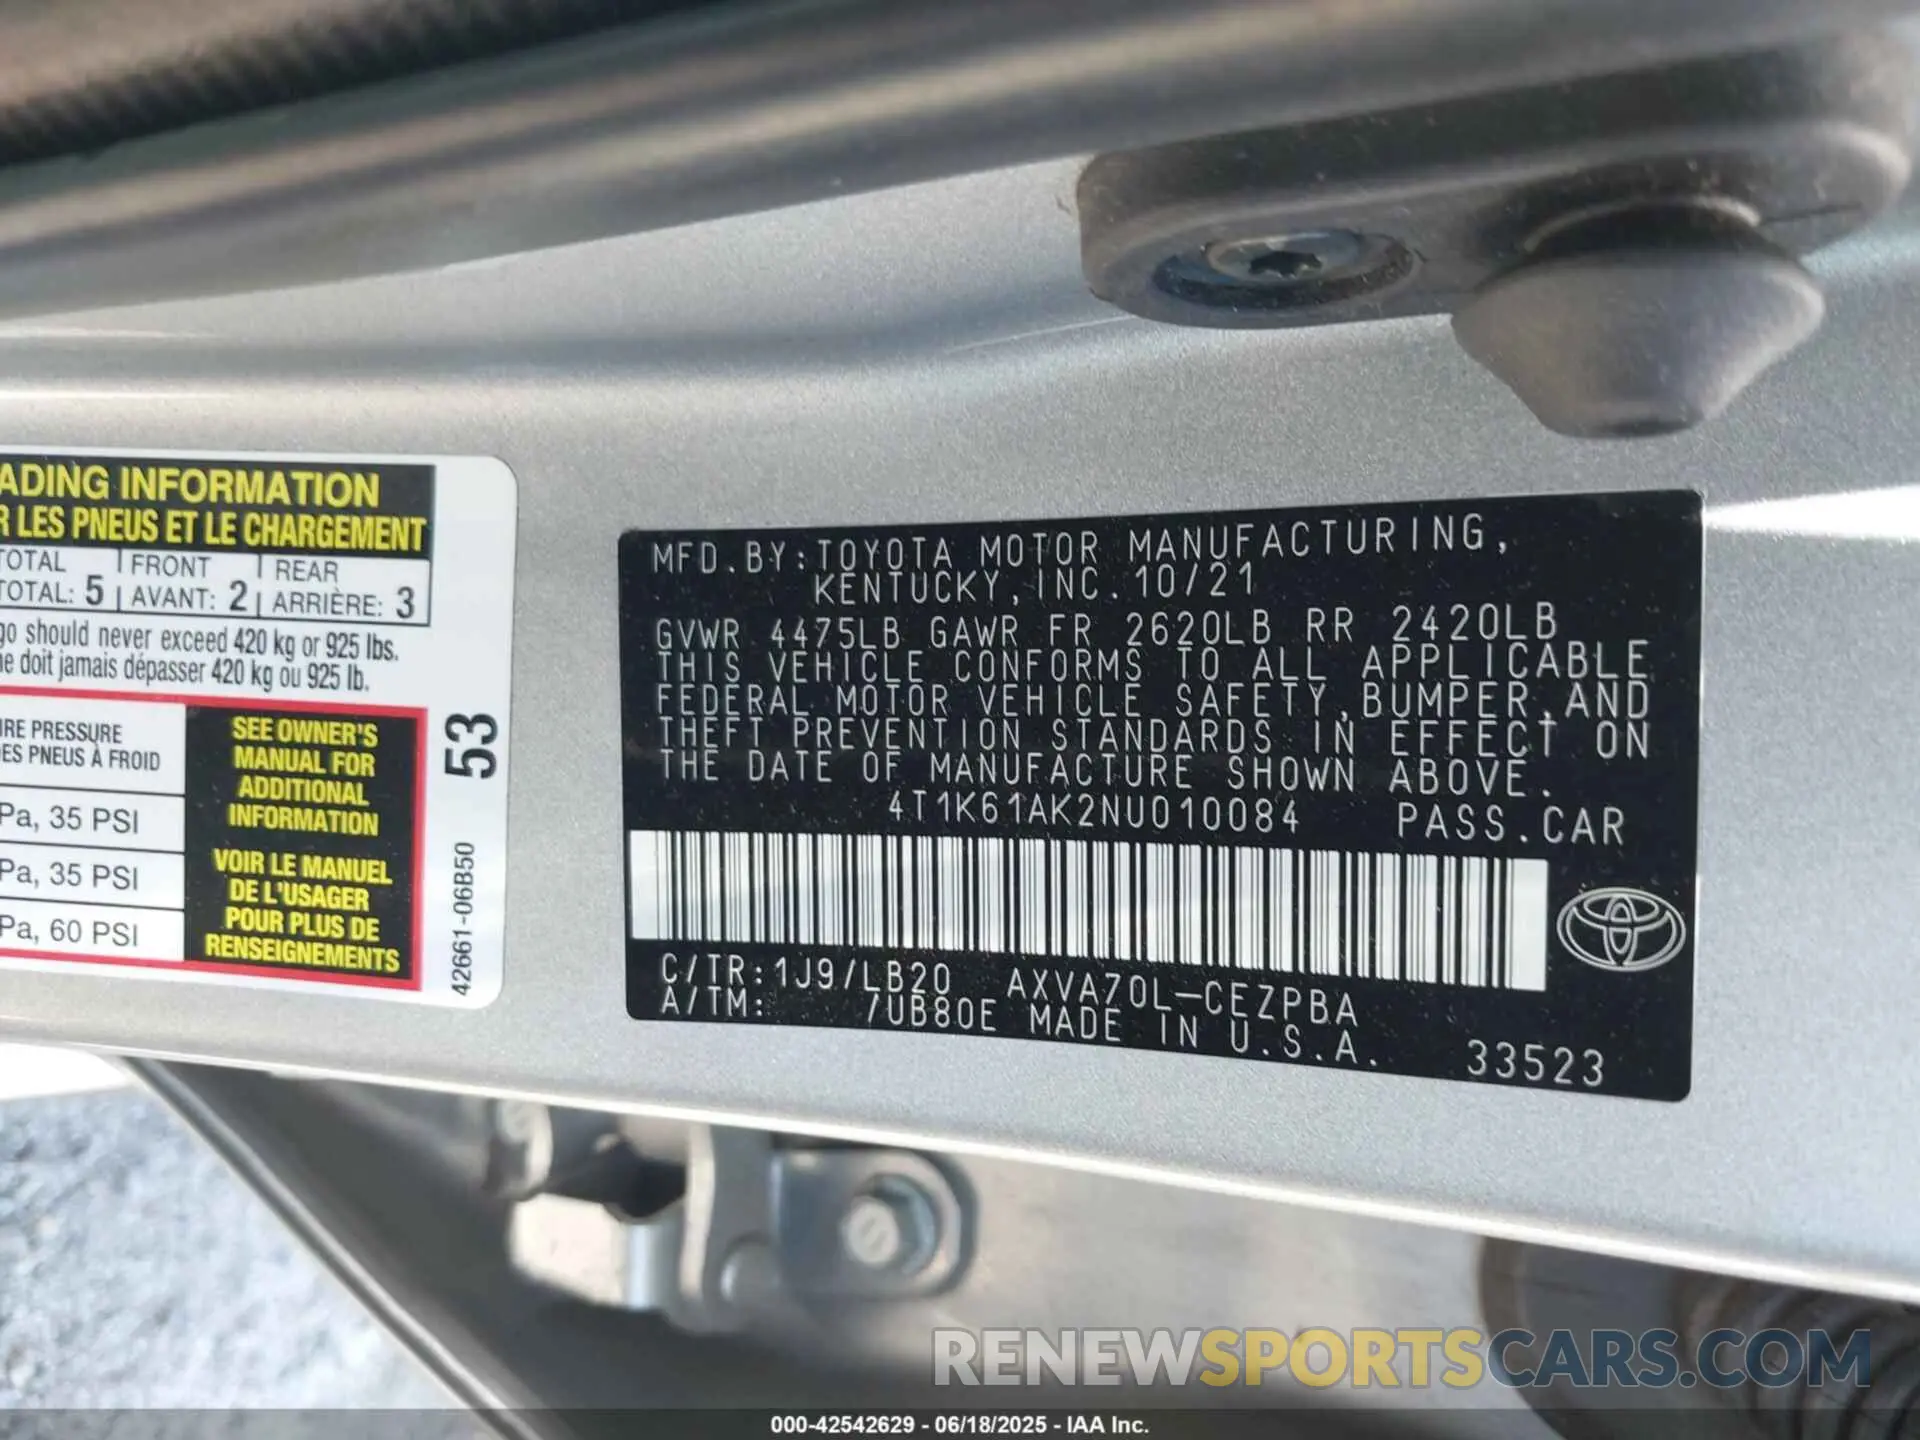 ADING INFORMATION
R LES PNEUS ET LE CHARGEMENT
TOTAL FRONT REAR
TOTAL: 5 AVANT: 2 ARRIÈRE: 3
go should never exceed 420 kg or 925 lbs.
ne doit jamais dépasser 420 kg ou 925 lb.
IRE PRESSURE
DES PNEUS À FROID
Pa, 35 PSI
Pa, 35 PSI
Pa, 60 PSI
SEE OWNER'S
MANUAL FOR
ADDITIONAL
INFORMATION
VOIR LE MANUEL
DE L'USAGER
POUR PLUS DE
RENSEIGNEMENTS
53
42661-06B50
MFD.BY:TOYOTA MOTOR MANUFACTURING,
KENTUCKY, INC. 10/21
GVWR 4475LB GAWR FR 2620LB RR 2420LB
THIS VEHICLE CONFORMS TO ALL APPLICABLE
FEDERAL MOTOR VEHICLE SAFETY, BUMPER, AND
THEFT PREVENTION STANDARDS IN EFFECT ON
THE DATE OF MANUFACTURE SHOWN ABOVE.
4T1K61AK2NU010084 PASS.CAR
C/TR:1J9/LB20 AXVA70L-CEZPBA
A/TM: /UB80E MADE IN U.S.A.
33523
RENEWSPORTSCARS.COM
000-42542629 - 06/18/2025 - IAA Inc.